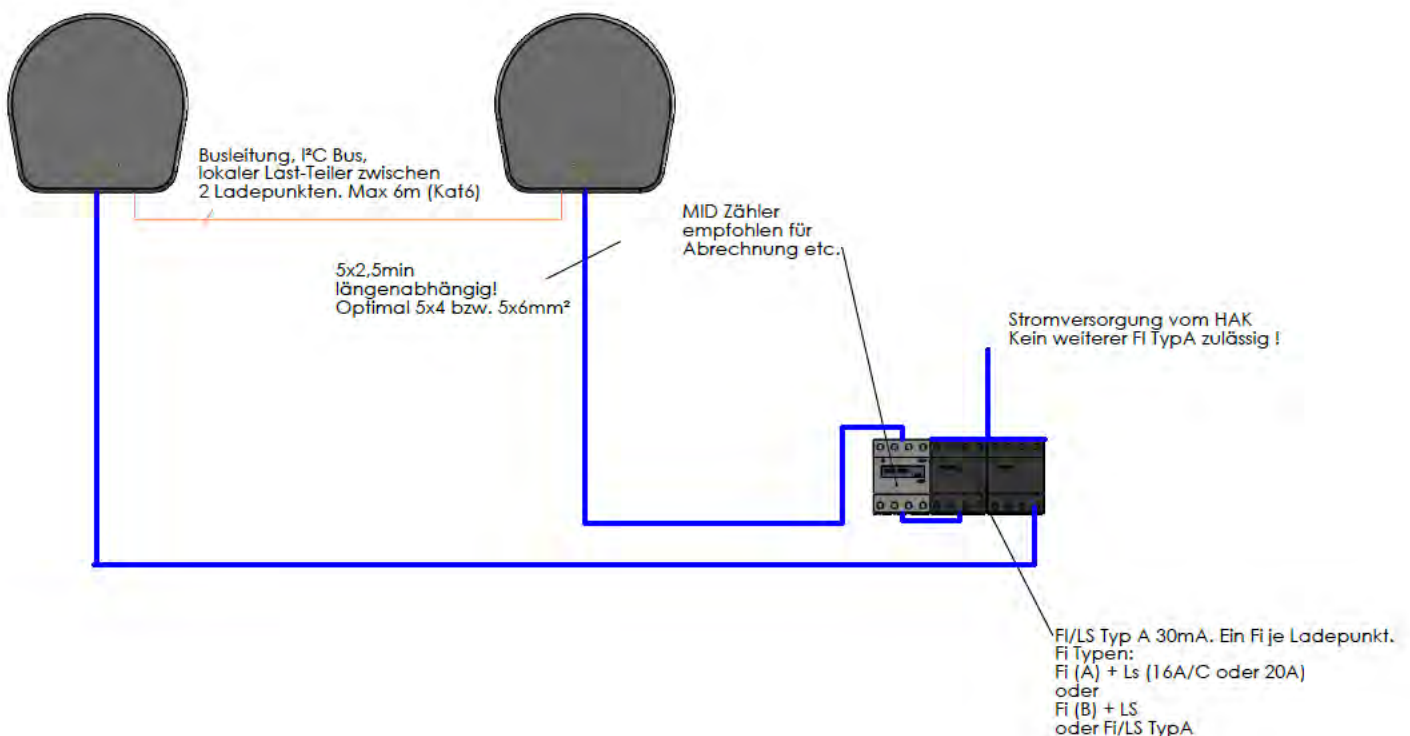 Busleitung, I²C Bus,
lokaler Last-Teiler zwischen
2 Ladepunkten. Max 6m (Kat6)
MID Zähler
empfohlen für
Abrechnung etc.
5x2,5min
längenabhängig!
Optimal 5x4 bzw. 5x6mm²
Stromversorgung vom HAK
Kein weiterer FI TypA zulässig !
FI/LS Typ A 30mA. Ein Fi je Ladepunkt.
Fi Typen:
Fi (A) + Ls (16A/C oder 20A)
oder
Fi (B) + LS
oder Fi/LS TypA